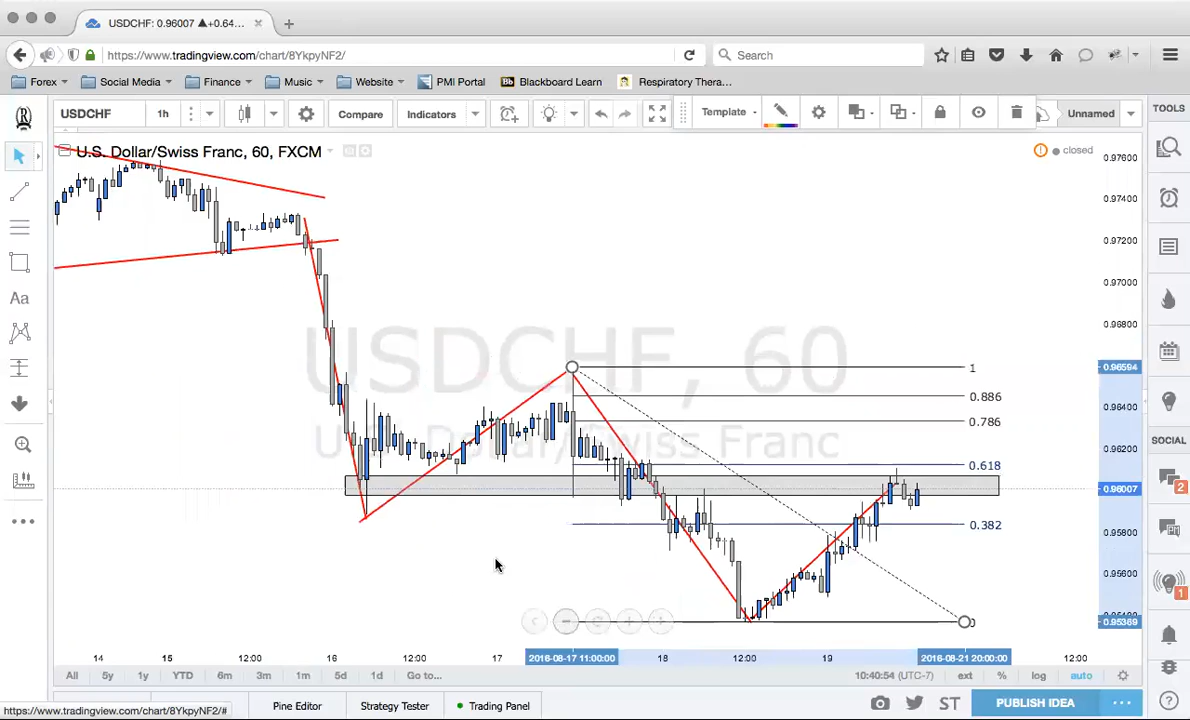 USDCHF: 0.96007 ▲+0.64...
https://www.tradingview.com/chart/8YkpyNF2/
Search
Forex
Social Media
Finance
Music
Website
PMI Portal
Bb Blackboard Learn
Respiratory Thera...
USDCHF
1h
Compare
Indicators
Template
Unnamed
TOOLS
U.S. Dollar/Swiss Franc, 60, FXCM
closed
USDCHF, 60
U.S. Dollar/Swiss Franc
0.97600
0.97400
0.97200
0.97000
0.96800
0.96594
0.96400
0.96200
0.96007
0.95800
0.95600
0.95369
1
0.886
0.786
0.618
0.382
0
Aa
SOCIAL
2
1
14
15
12:00
16
12:00
17
2016-08-17 11:00:00
18
12:00
19
2016-08-21 20:00:00
12:00
All
5y
1y
YTD
6m
3m
1m
5d
1d
Go to...
10:40:54 (UTC-7)
ext
%
log
auto
https://www.tradingview.com/chart/8YkpyNF2/#
Pine Editor
Strategy Tester
Trading Panel
ST
PUBLISH IDEA